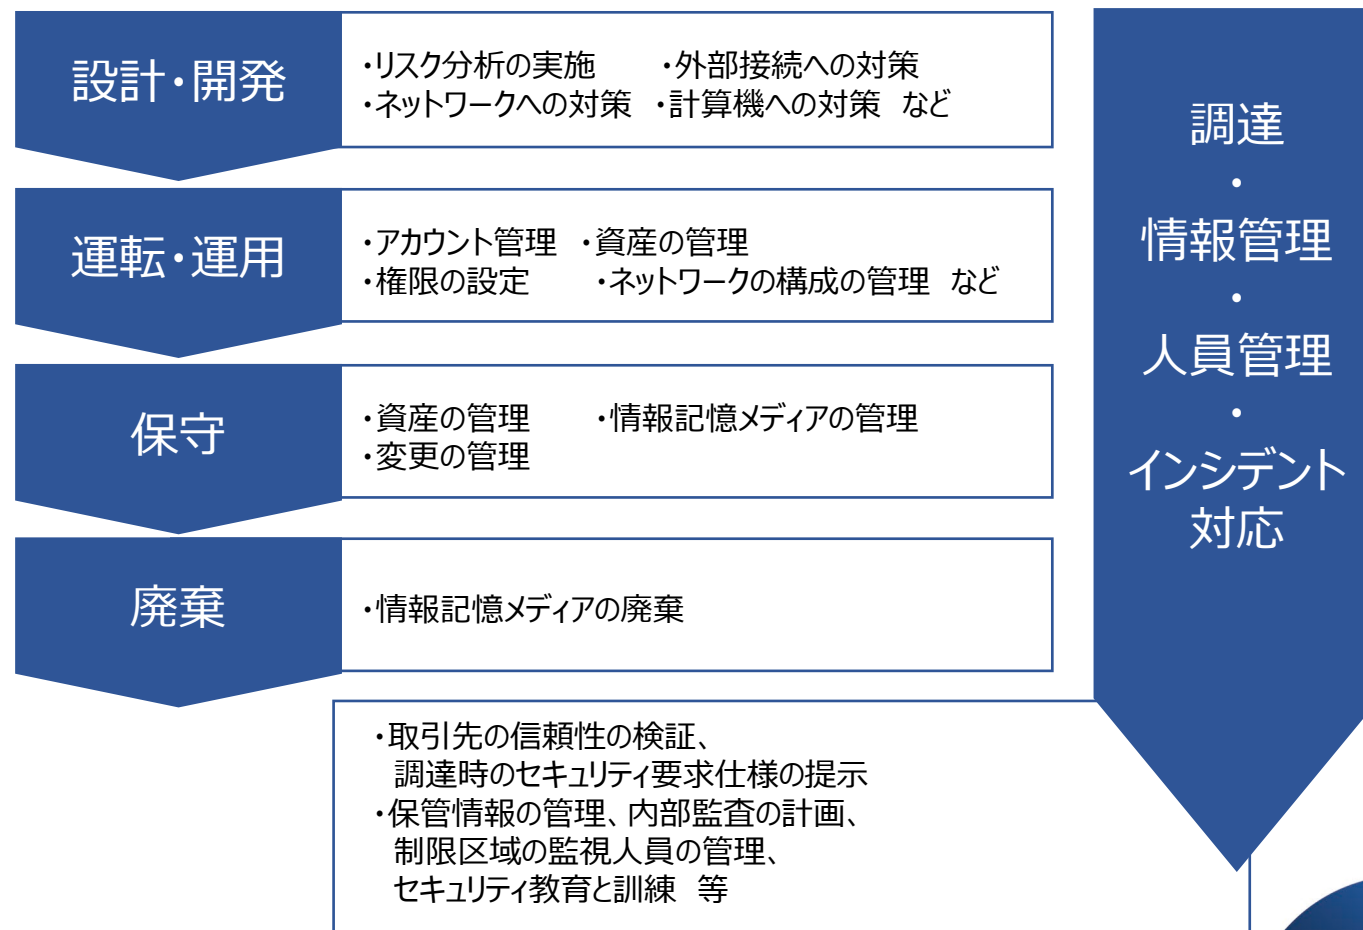 設計・開発
・リスク分析の実施 ・外部接続への対策
・ネットワークへの対策 ・計算機への対策 など
運転・運用
・アカウント管理 ・資産の管理
・権限の設定 ・ネットワークの構成の管理 など
保守
・資産の管理 ・情報記憶メディアの管理
・変更の管理
廃棄
・情報記憶メディアの廃棄
調達
・
情報管理
・
人員管理
・
インシデント
対応
・取引先の信頼性の検証、
調達時のセキュリティ要求仕様の提示
・保管情報の管理、内部監査の計画、
制限区域の監視人員の管理、
セキュリティ教育と訓練 等